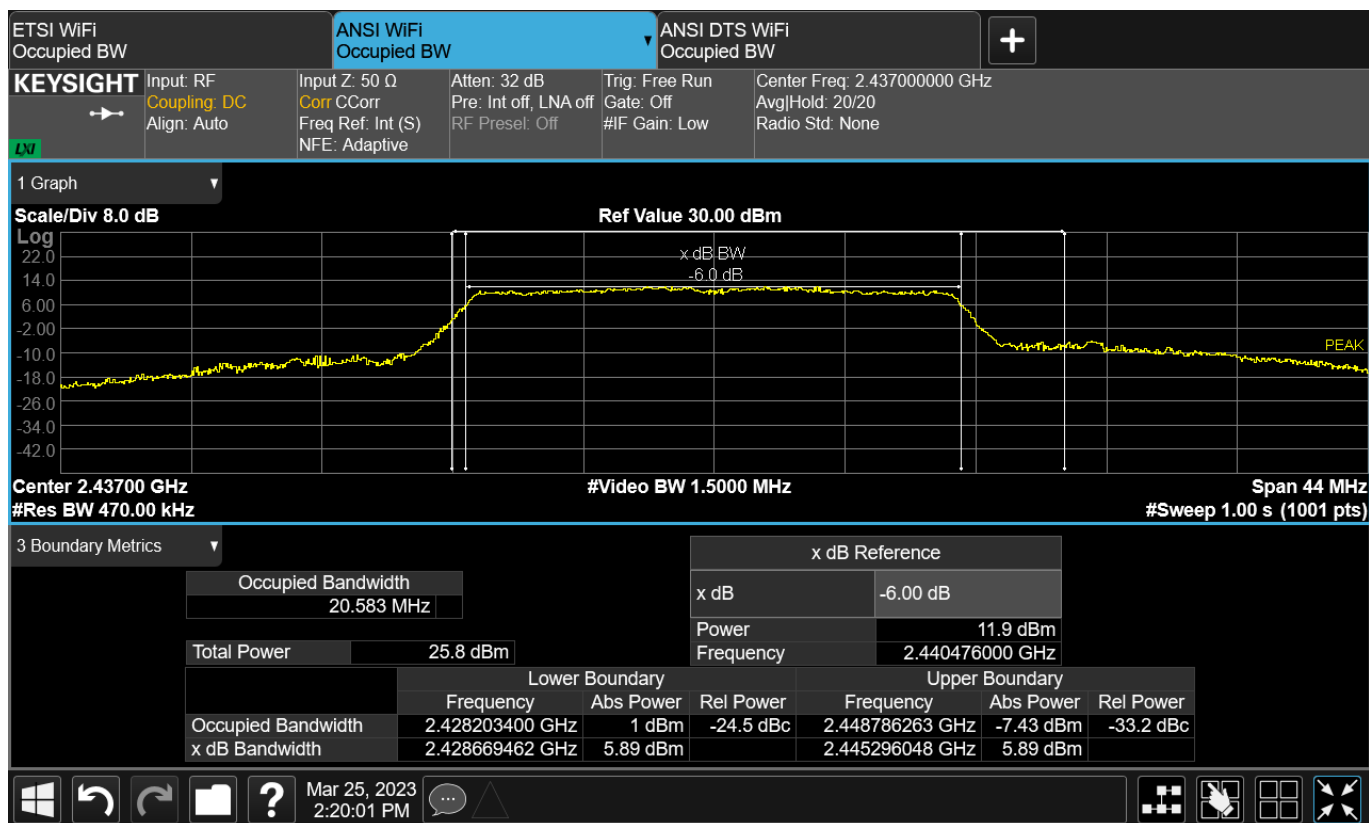 ETSI WiFi
Occupied BW
ANSI WiFi
Occupied BW
ANSI DTS WiFi
Occupied BW
KEYSIGHT
LXI
Input: RF
Coupling: DC
Align: Auto
Input Z: 50 Ω
Corr CCorr
Freq Ref: Int (S)
NFE: Adaptive
Atten: 32 dB
Pre: Int off, LNA off
RF Presel: Off
Trig: Free Run
Gate: Off
#IF Gain: Low
Center Freq: 2.437000000 GHz
Avg|Hold: 20/20
Radio Std: None
1 Graph
Scale/Div 8.0 dB
Ref Value 30.00 dBm
Log
22.0
14.0
6.00
-2.00
-10.0
-18.0
-26.0
-34.0
-42.0
x dB BW
-6.0 dB
PEAK
Center 2.43700 GHz
#Video BW 1.5000 MHz
Span 44 MHz
#Res BW 470.00 kHz
#Sweep 1.00 s (1001 pts)
3 Boundary Metrics
Occupied Bandwidth
20.583 MHz
Total Power 25.8 dBm
x dB Reference
x dB -6.00 dB
Power 11.9 dBm
Frequency 2.440476000 GHz
Lower Boundary Upper Boundary
Frequency Abs Power Rel Power Frequency Abs Power Rel Power
Occupied Bandwidth 2.428203400 GHz 1 dBm -24.5 dBc 2.448786263 GHz -7.43 dBm -33.2 dBc
x dB Bandwidth 2.428669462 GHz 5.89 dBm 2.445296048 GHz 5.89 dBm
?
Mar 25, 2023
2:20:01 PM